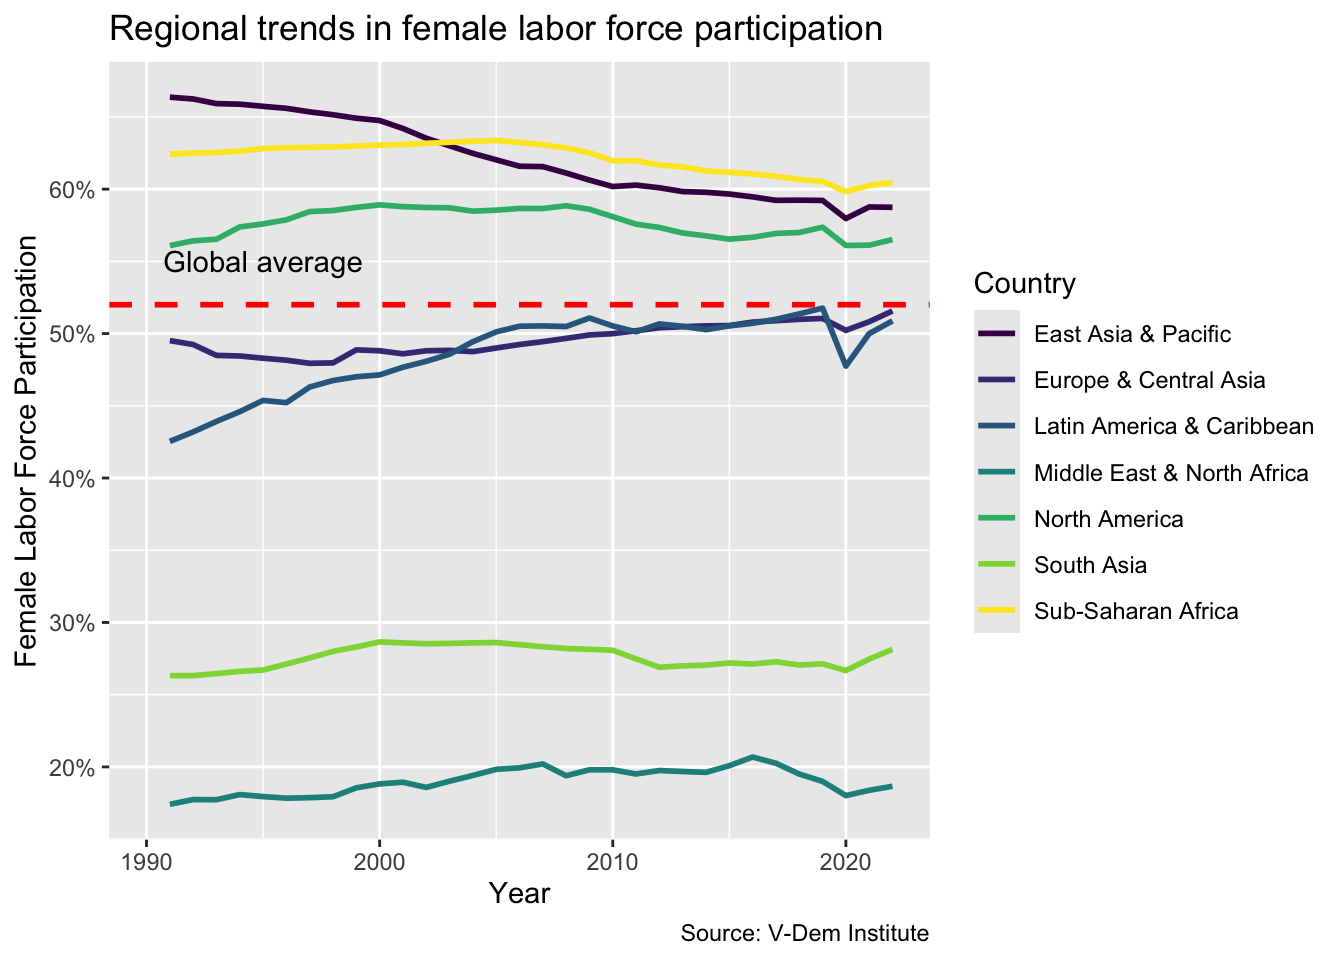 Regional trends in female labor force participation
Female Labor Force Participation
60%
50%
40%
30%
20%
Global average
1990
2000
2010
2020
Year
Country
East Asia & Pacific
Europe & Central Asia
Latin America & Caribbean
Middle East & North Africa
North America
South Asia
Sub-Saharan Africa
Source: V-Dem Institute